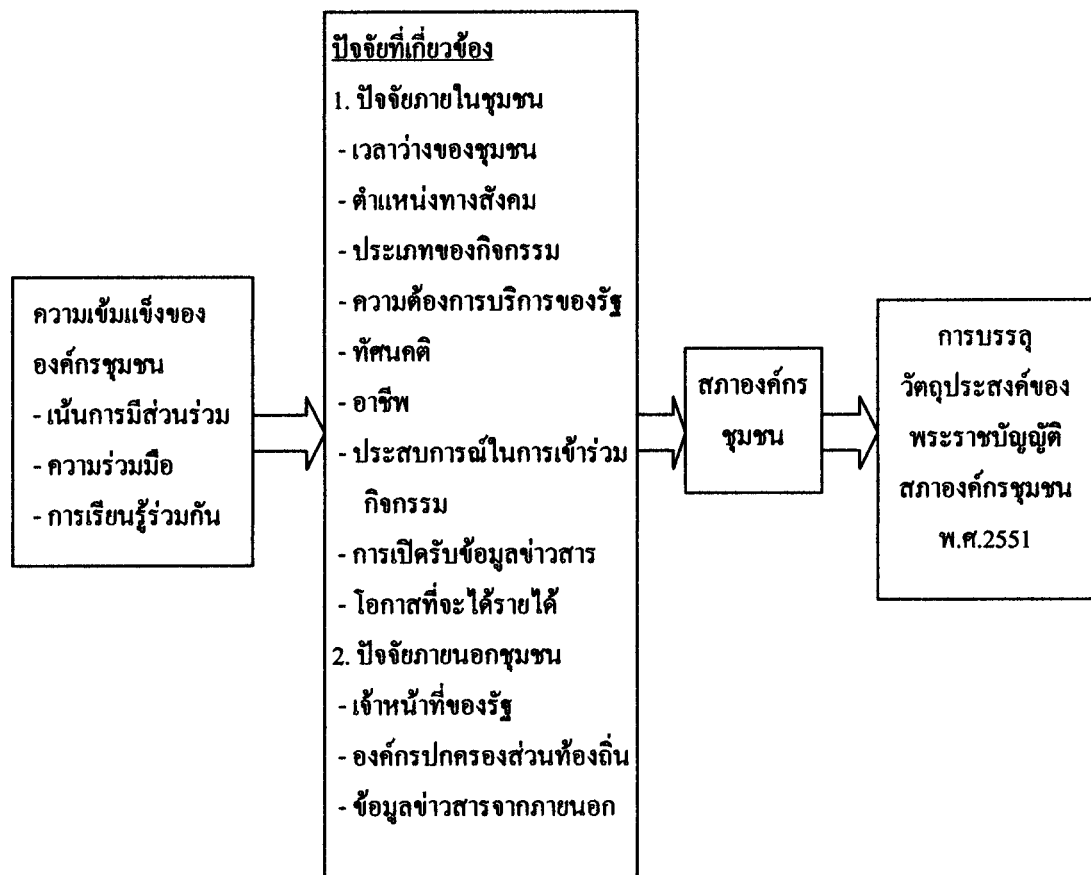 ความเข้มแข็งของ
องค์กรชุมชน
- เน้นการมีส่วนร่วม
- ความร่วมมือ
- การเรียนรู้ร่วมกัน
ปัจจัยที่เกี่ยวข้อง
1. ปัจจัยภายในชุมชน
- เวลาว่างของชุมชน
- ตำแหน่งทางสังคม
- ประเภทของกิจกรรม
- ความต้องการบริการของรัฐ
- ทัศนคติ
- อาชีพ
- ประสบการณ์ในการเข้าร่วม
กิจกรรม
- การเปิดรับข้อมูลข่าวสาร
- โอกาสที่จะได้รายได้
2. ปัจจัยภายนอกชุมชน
- เจ้าหน้าที่ของรัฐ
- องค์กรปกครองส่วนท้องถิ่น
- ข้อมูลข่าวสารจากภายนอก
สภาองค์กร
ชุมชน
การบรรลุ
วัตถุประสงค์ของ
พระราชบัญญัติ
สภาองค์กรชุมชน
พ.ศ.2551